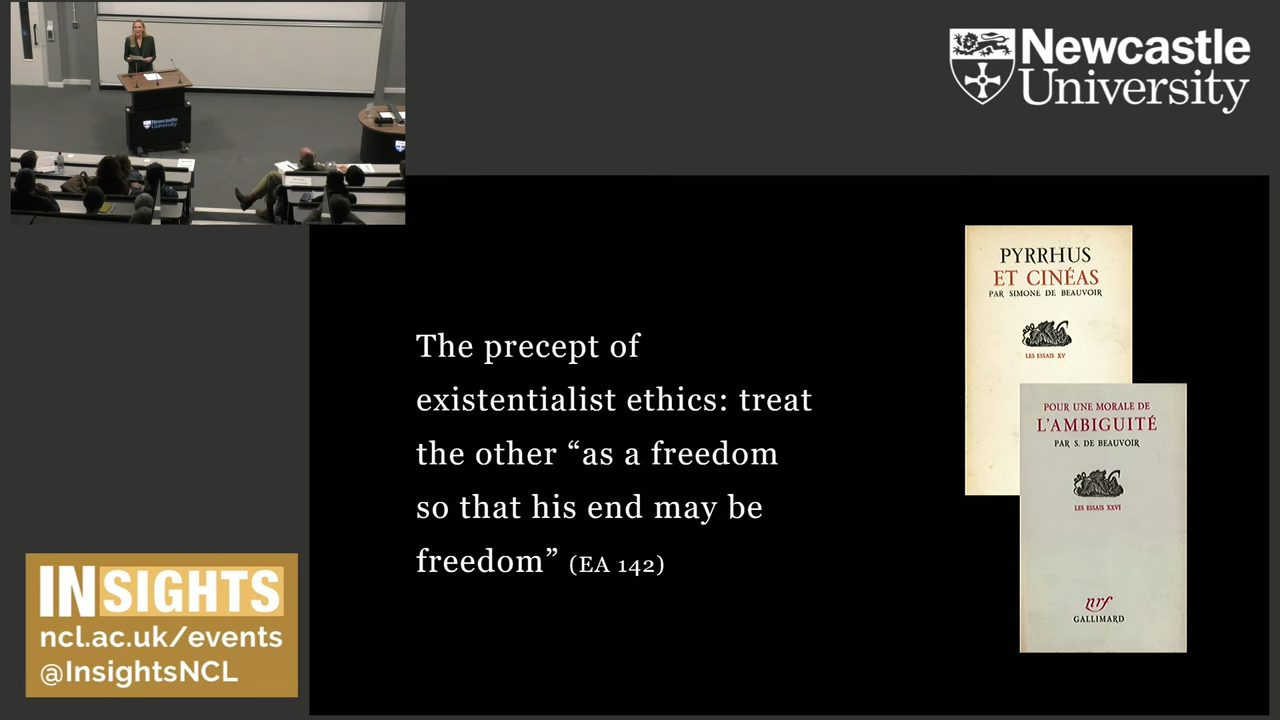 Newcastle
University
Newcastle
University
The precept of
existentialist ethics: treat
the other “as a freedom
so that his end may be
freedom” (EA 142)
PYRRHUS
ET CINÉAS
PAR SIMONE DE BEAUVOIR
LES ESSAIS XV
POUR UNE MORALE DE
L'AMBIGUITÉ
PAR S. DE BEAUVOIR
LES ESSAIS XXVI
nrf
GALLIMARD
INSIGHTS
ncl.ac.uk/events
@InsightsNCL